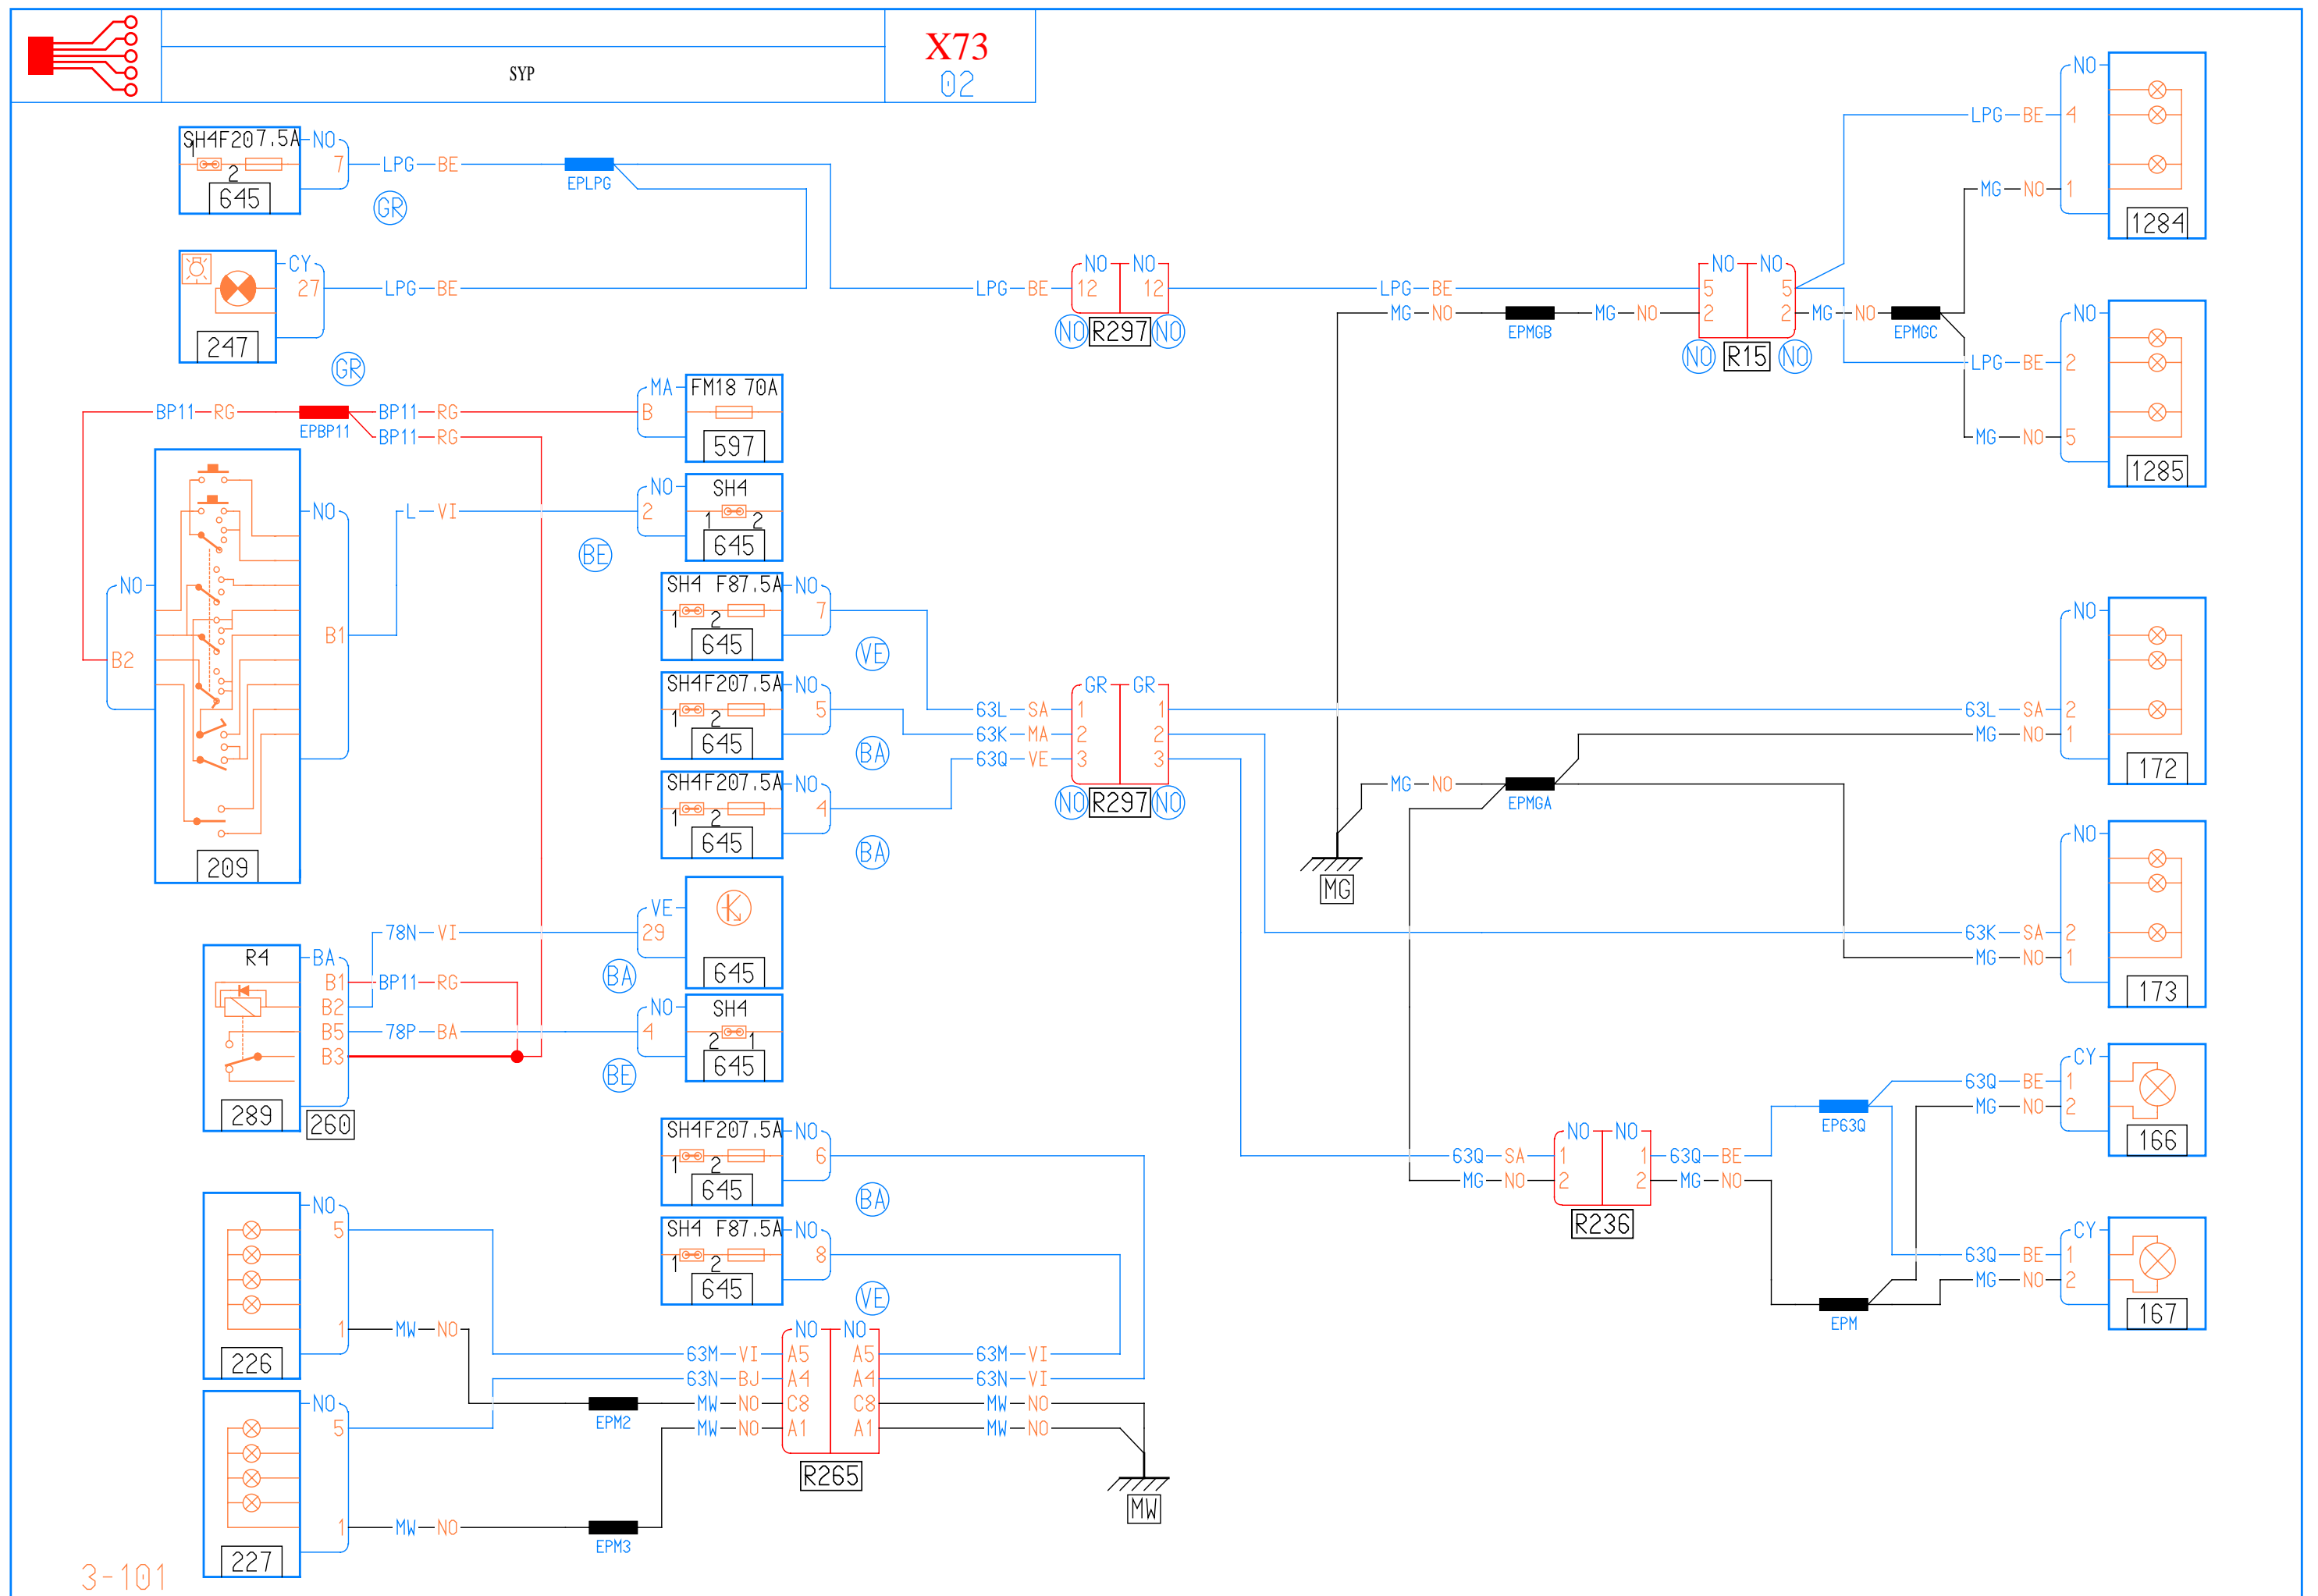 X73
SYP
02
SH4F207.5A NO
1
7 LPG BE
EPLPG
2
645
GR
CY
27 LPG BE
247
GR
LPG BE 12
NO NO
12
NO R297 NO
LPG BE 5
NO NO
5
MG NO
EPMGB
MG NO 2
2 MG NO
EPMGC
NO R15 NO
NO
LPG BE 4
MG NO 1
1284
NO
LPG BE 2
MG NO 5
1285
BP11 RG
EPBP11
BP11 RG
BP11 RG
MA
B
FM18 70A
597
NO
B2
NO
B1
209
L VI
NO
2
SH4
1 2
645
BE
SH4 F87.5A NO
7
1 2
645
VE
SH4F207.5A NO
5
1 2
645
BA
SH4F207.5A NO
4
1 2
645
BA
GR GR
63L SA 1 1
63K MA 2 2
63Q VE 3 3
NO R297 NO
MG NO
EPMGA
MG
NO
63L SA 2
MG NO 1
172
NO
63K SA 2
MG NO 1
173
R4
BA
B1 BP11 RG
B2
78N VI
B5 78P BA
B3
289
260
VE
29
645
BA
NO
4
SH4
2 1
645
BE
SH4F207.5A NO
6
1 2
645
BA
SH4 F87.5A NO
8
1 2
645
VE
NO NO
63Q SA 1 1 63Q BE
MG NO 2 2 MG NO
R236
EP63Q
EPM
CY
63Q BE 1
MG NO 2
166
CY
63Q BE 1
MG NO 2
167
NO
5
1 MW NO
226
NO
5
1 MW NO
227
EPM2
EPM3
NO NO
63M VI A5 A5 63M VI
63N BJ A4 A4 63N VI
MW NO C8 C8 MW NO
MW NO A1 A1 MW NO
R265
MW
3-101